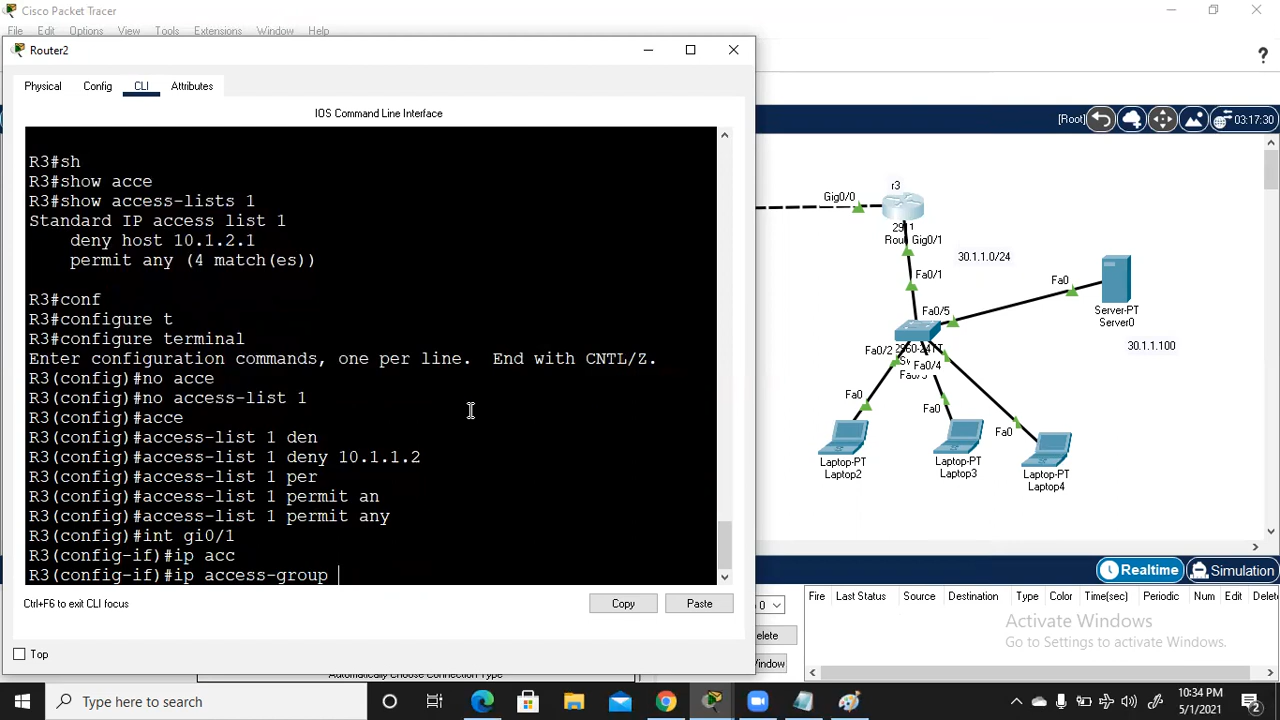 Cisco Packet Tracer
File Edit Options View Tools Extensions Window Help
Router2
Physical Config CLI Attributes
IOS Command Line Interface
R3#sh
R3#show acce
R3#show access-lists 1
Standard IP access list 1
deny host 10.1.2.1
permit any (4 match(es))
R3#conf
R3#configure t
R3#configure terminal
Enter configuration commands, one per line. End with CNTL/Z.
R3(config)#no acce
R3(config)#no access-list 1
R3(config)#acce
R3(config)#access-list 1 den
R3(config)#access-list 1 deny 10.1.1.2
R3(config)#access-list 1 per
R3(config)#access-list 1 permit an
R3(config)#access-list 1 permit any
R3(config)#int gi0/1
R3(config-if)#ip acc
R3(config-if)#ip access-group
Ctrl+F6 to exit CLI focus
Copy Paste
Top
[Root] 03:17:30
r3
Gig0/0
Gig0/1
30.1.1.0/24
Fa0/1
Fa0
Server-PT
Server0
30.1.1.100
Fa0/5
Fa0/2
Fa0/4
Fa0
Fa0
Fa0
Laptop-PT
Laptop2
Laptop-PT
Laptop3
Laptop-PT
Laptop4
Realtime Simulation
0
elete
indow
Automatically Choose Connection Type
Fire Last Status Source Destination Type Color Time(sec) Periodic Num Edit Delet
Activate Windows
Go to Settings to activate Windows.
Type here to search
10:34 PM
5/1/2021
2